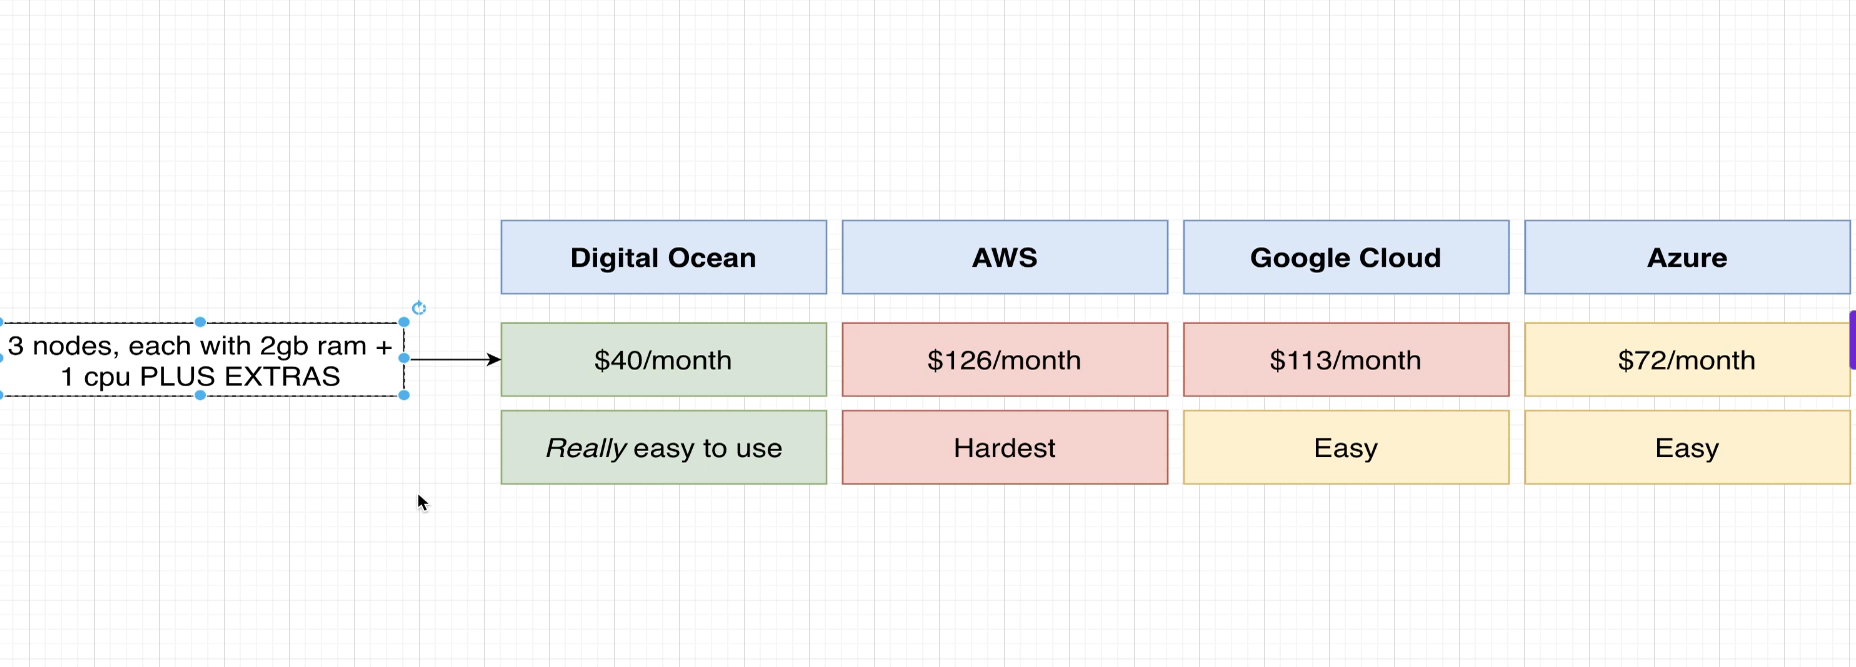 Digital Ocean
AWS
Google Cloud
Azure
3 nodes, each with 2gb ram +
1 cpu PLUS EXTRAS
$40/month
$126/month
$113/month
$72/month
Really easy to use
Hardest
Easy
Easy